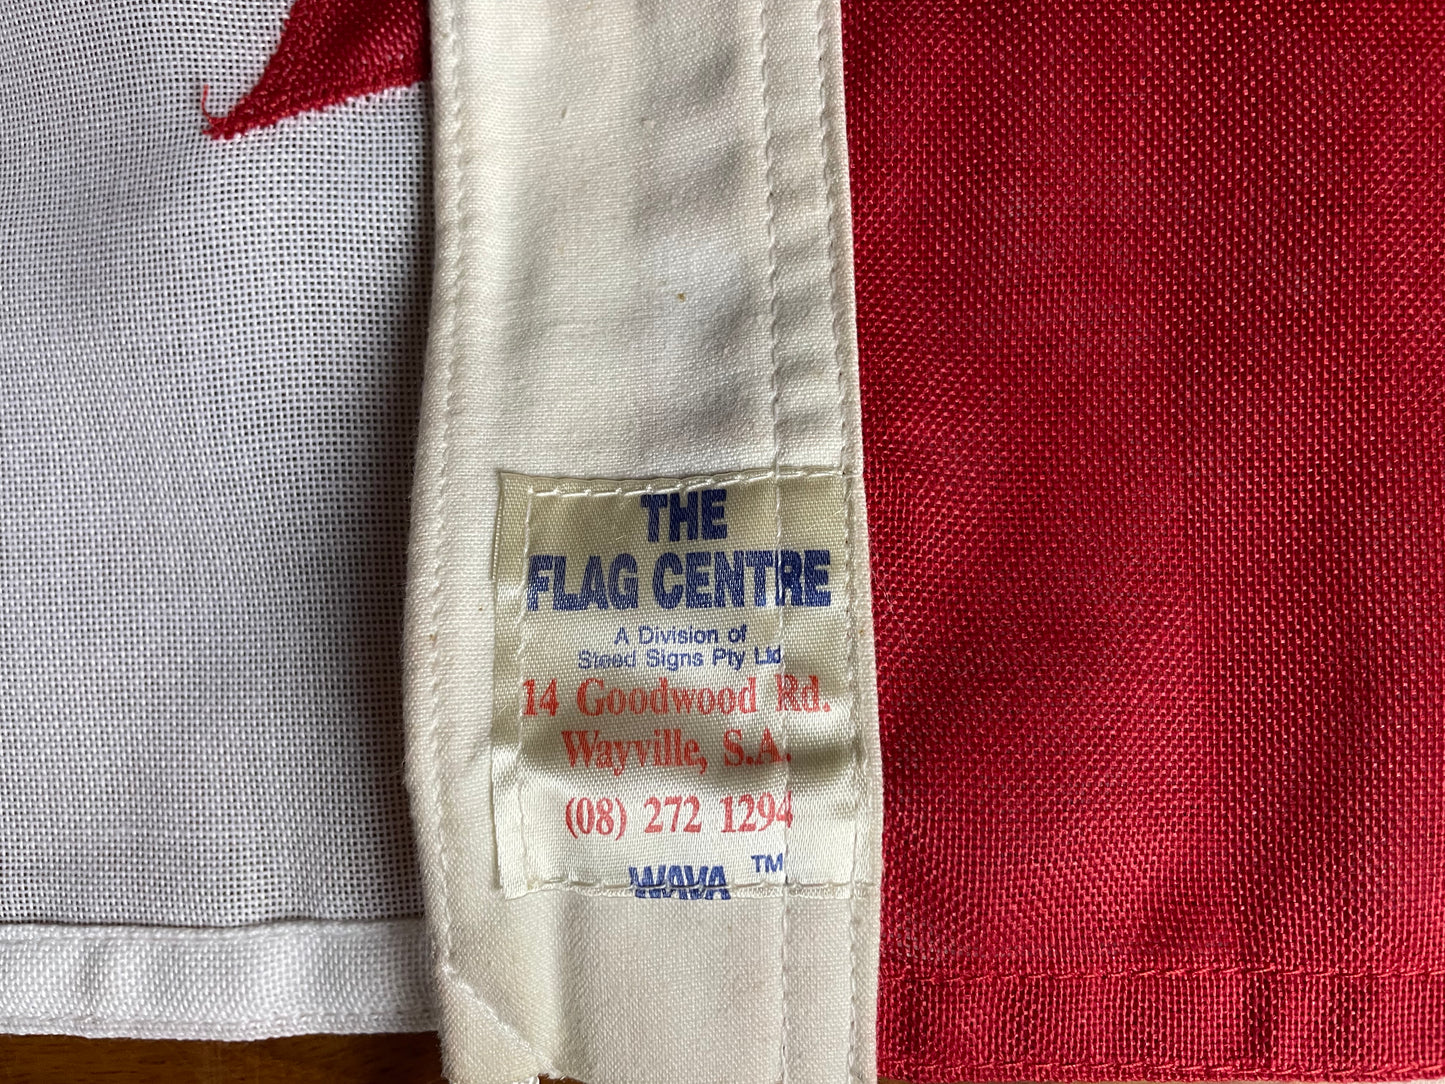 THE
FLAG CENTRE
A Division of
Steed Signs Pty Ltd
14 Goodwood Rd.
Wayville, S.A.
(08) 272 1294
WAVA ™